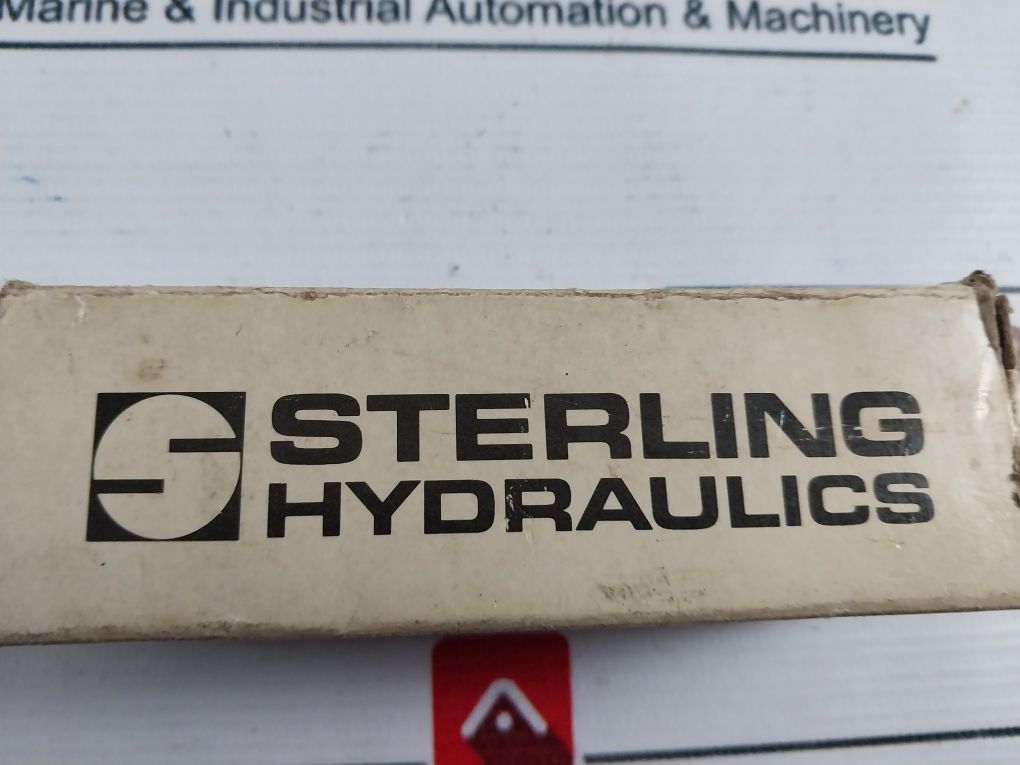 Marine & Industrial Automation & Machinery
STERLING
HYDRAULICS